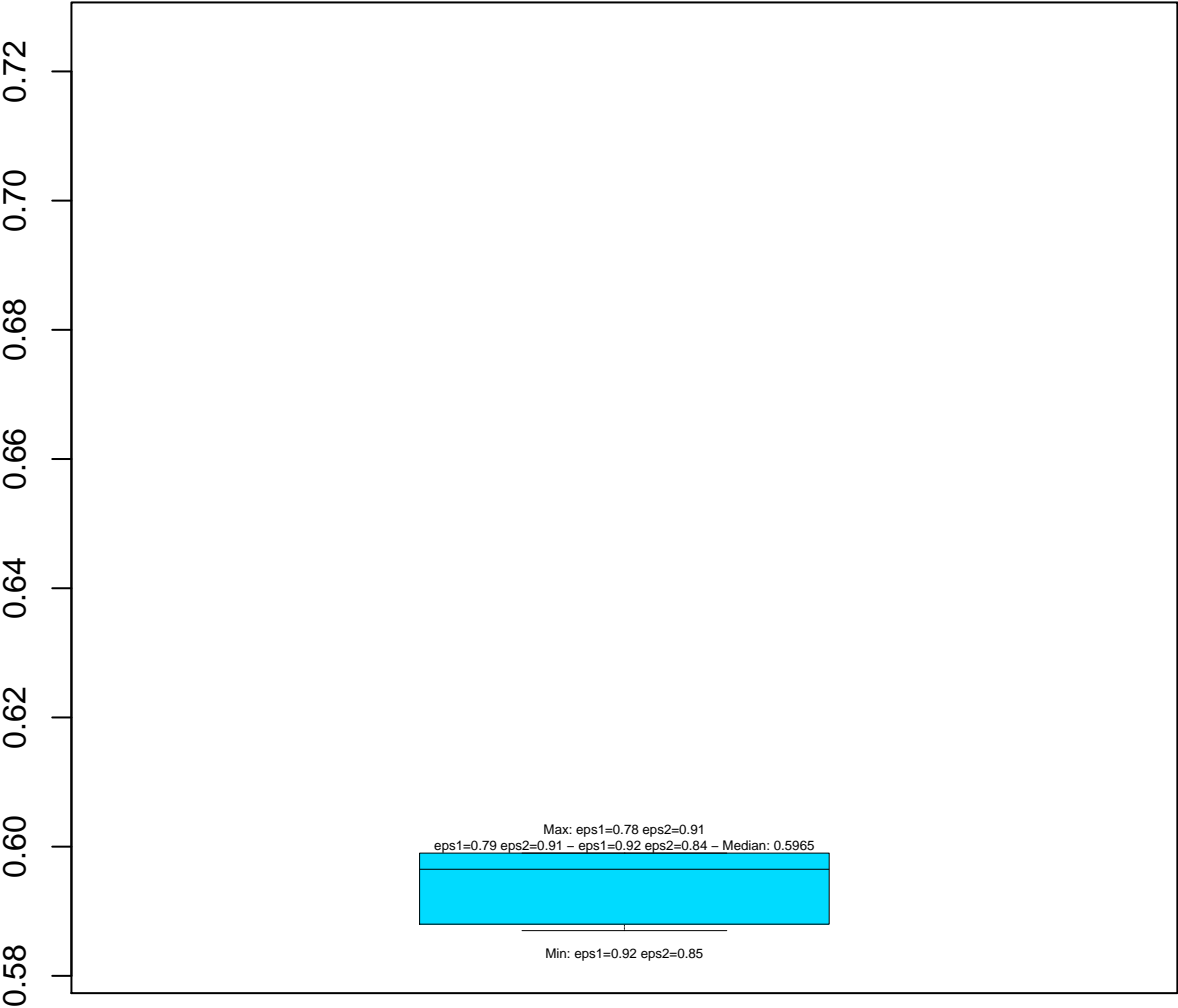 0.72
0.70
0.68
0.66
0.64
0.62
0.60
0.58
Max: eps1=0.78 eps2=0.91
eps1=0.79 eps2=0.91 − eps1=0.92 eps2=0.84 − Median: 0.5965
Min: eps1=0.92 eps2=0.85